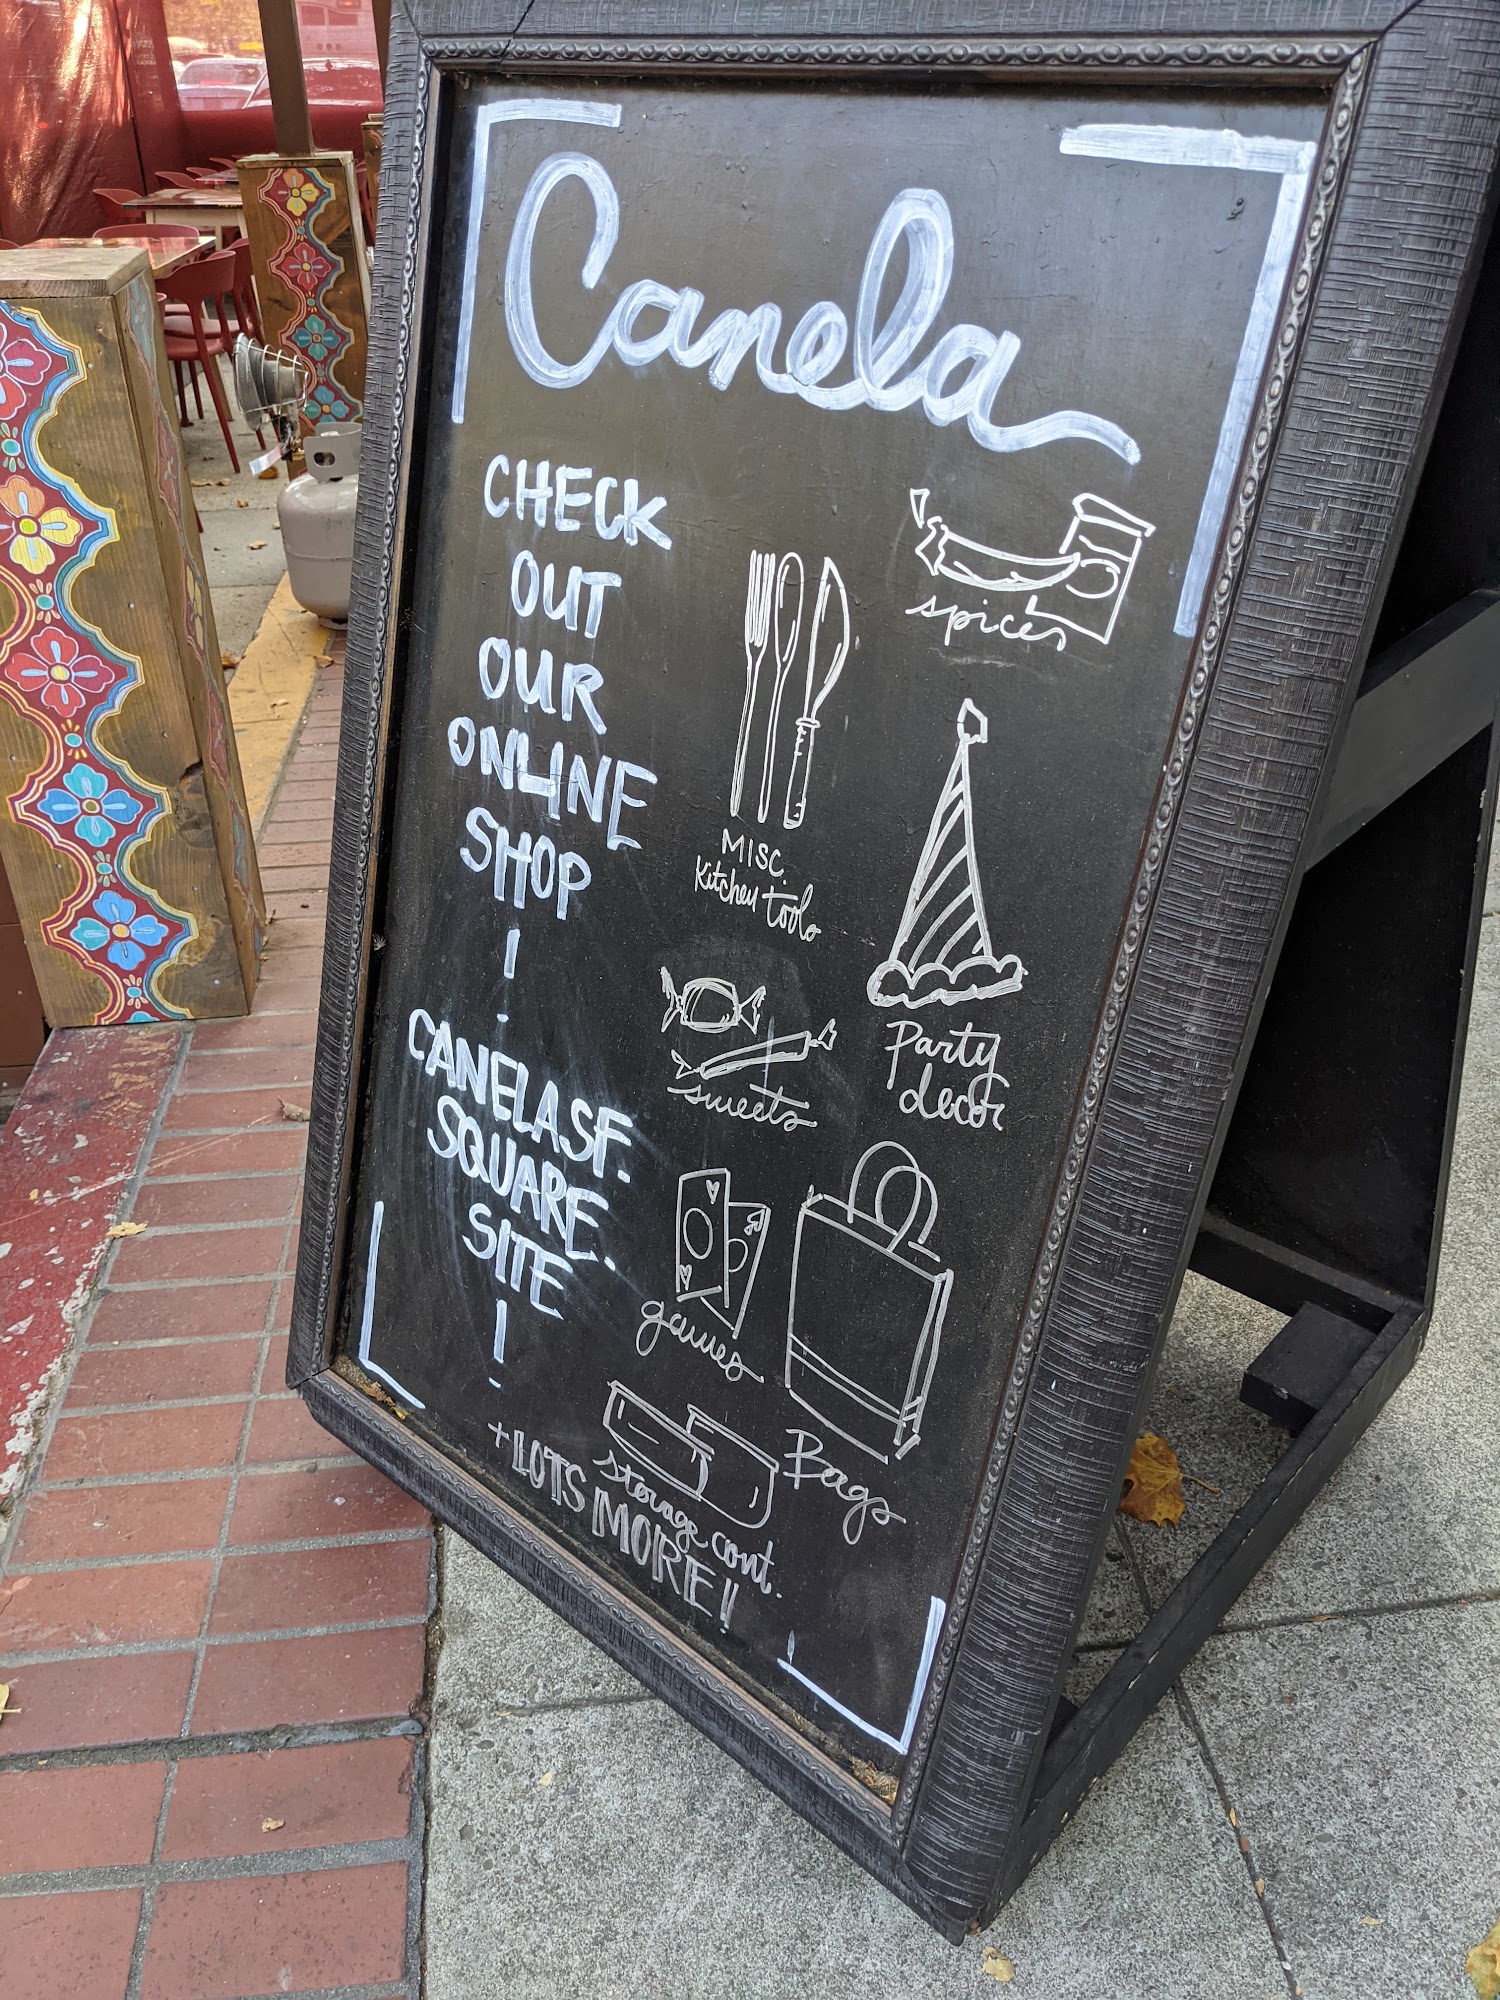 Canela
CHECK
OUT
OUR
ONLINE
SHOP
!
CANELASF.
SQUARE.
SITE
!
spices
MISC.
Kitchen tools
Party
decor
sweets
games
Bags
storage cont.
+ LOTS MORE!